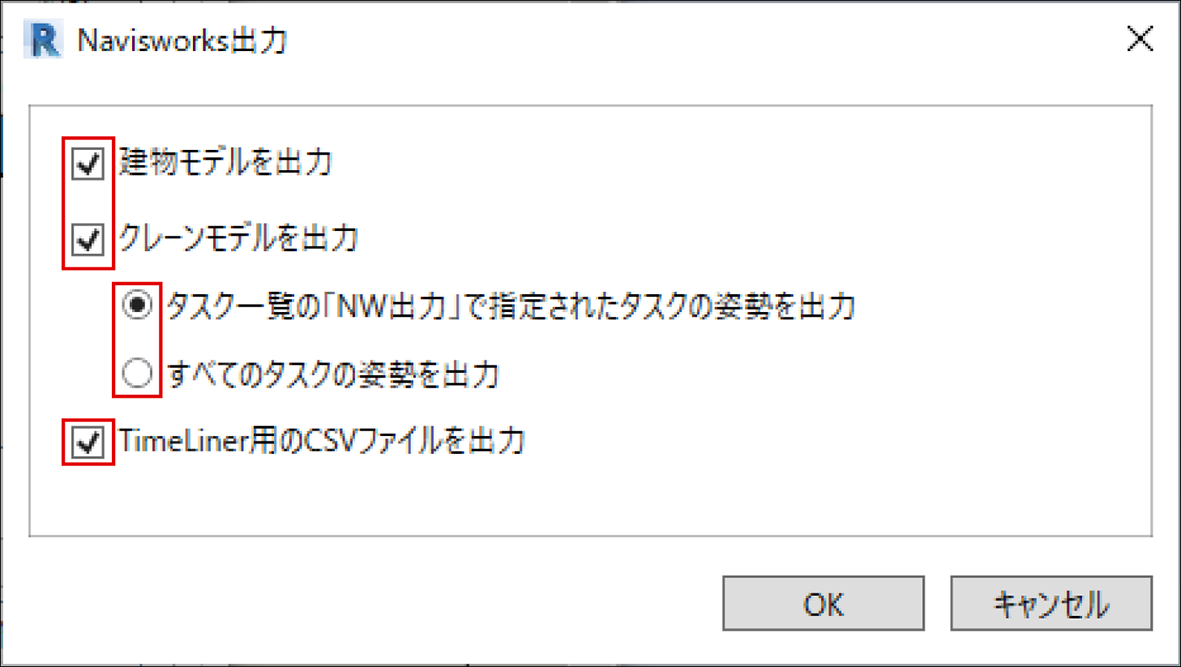 Navisworks出力
建物モデルを出力
クレーンモデルを出力
タスク一覧の「NW出力」で指定されたタスクの姿勢を出力
すべてのタスクの姿勢を出力
TimeLiner用のCSVファイルを出力
OK
キャンセル